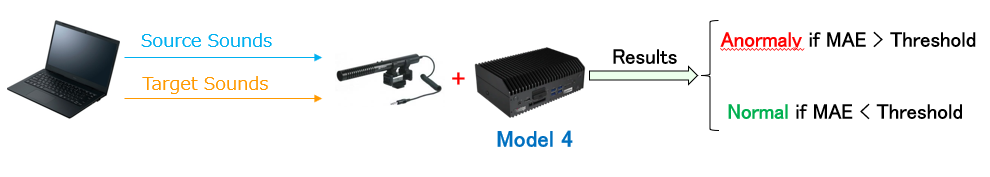 Source Sounds
Target Sounds
+
Model 4
Results
Anormaly if MAE > Threshold
Normal if MAE < Threshold